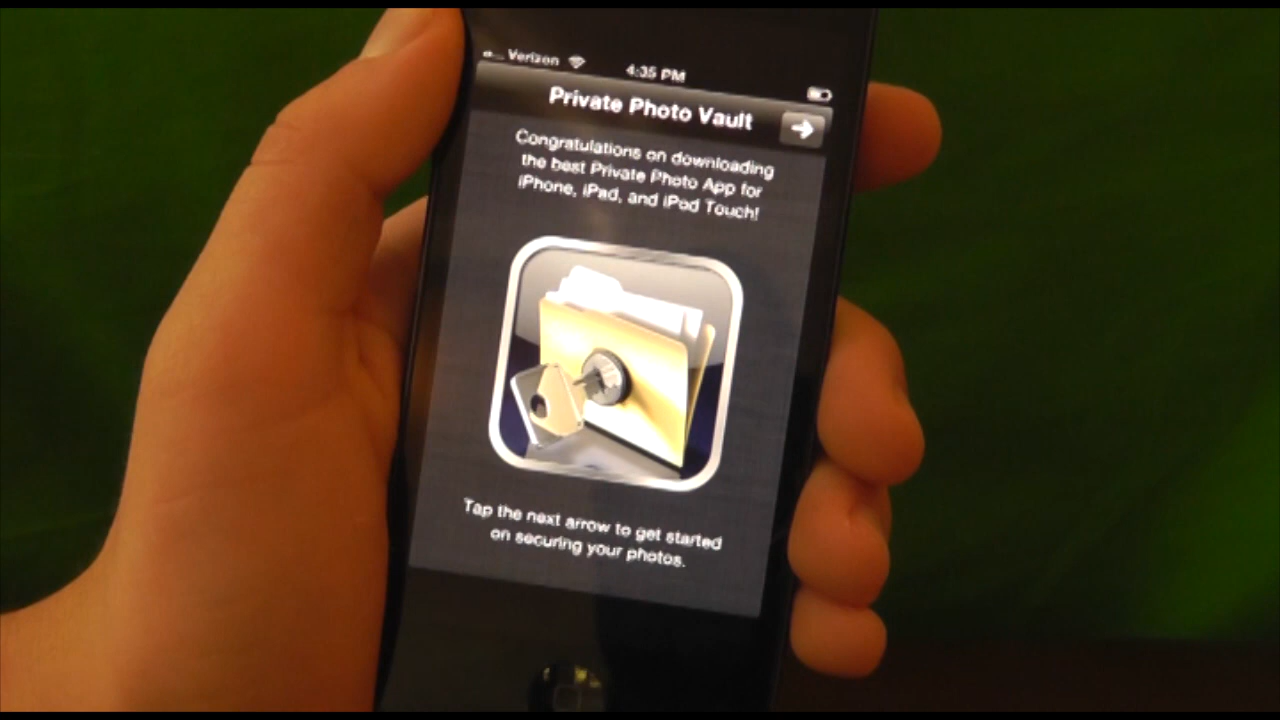 Verizon 4:35 PM
Private Photo Vault
Congratulations on downloading
the best Private Photo App for
iPhone, iPad, and iPod Touch!
Tap the next arrow to get started
on securing your photos.